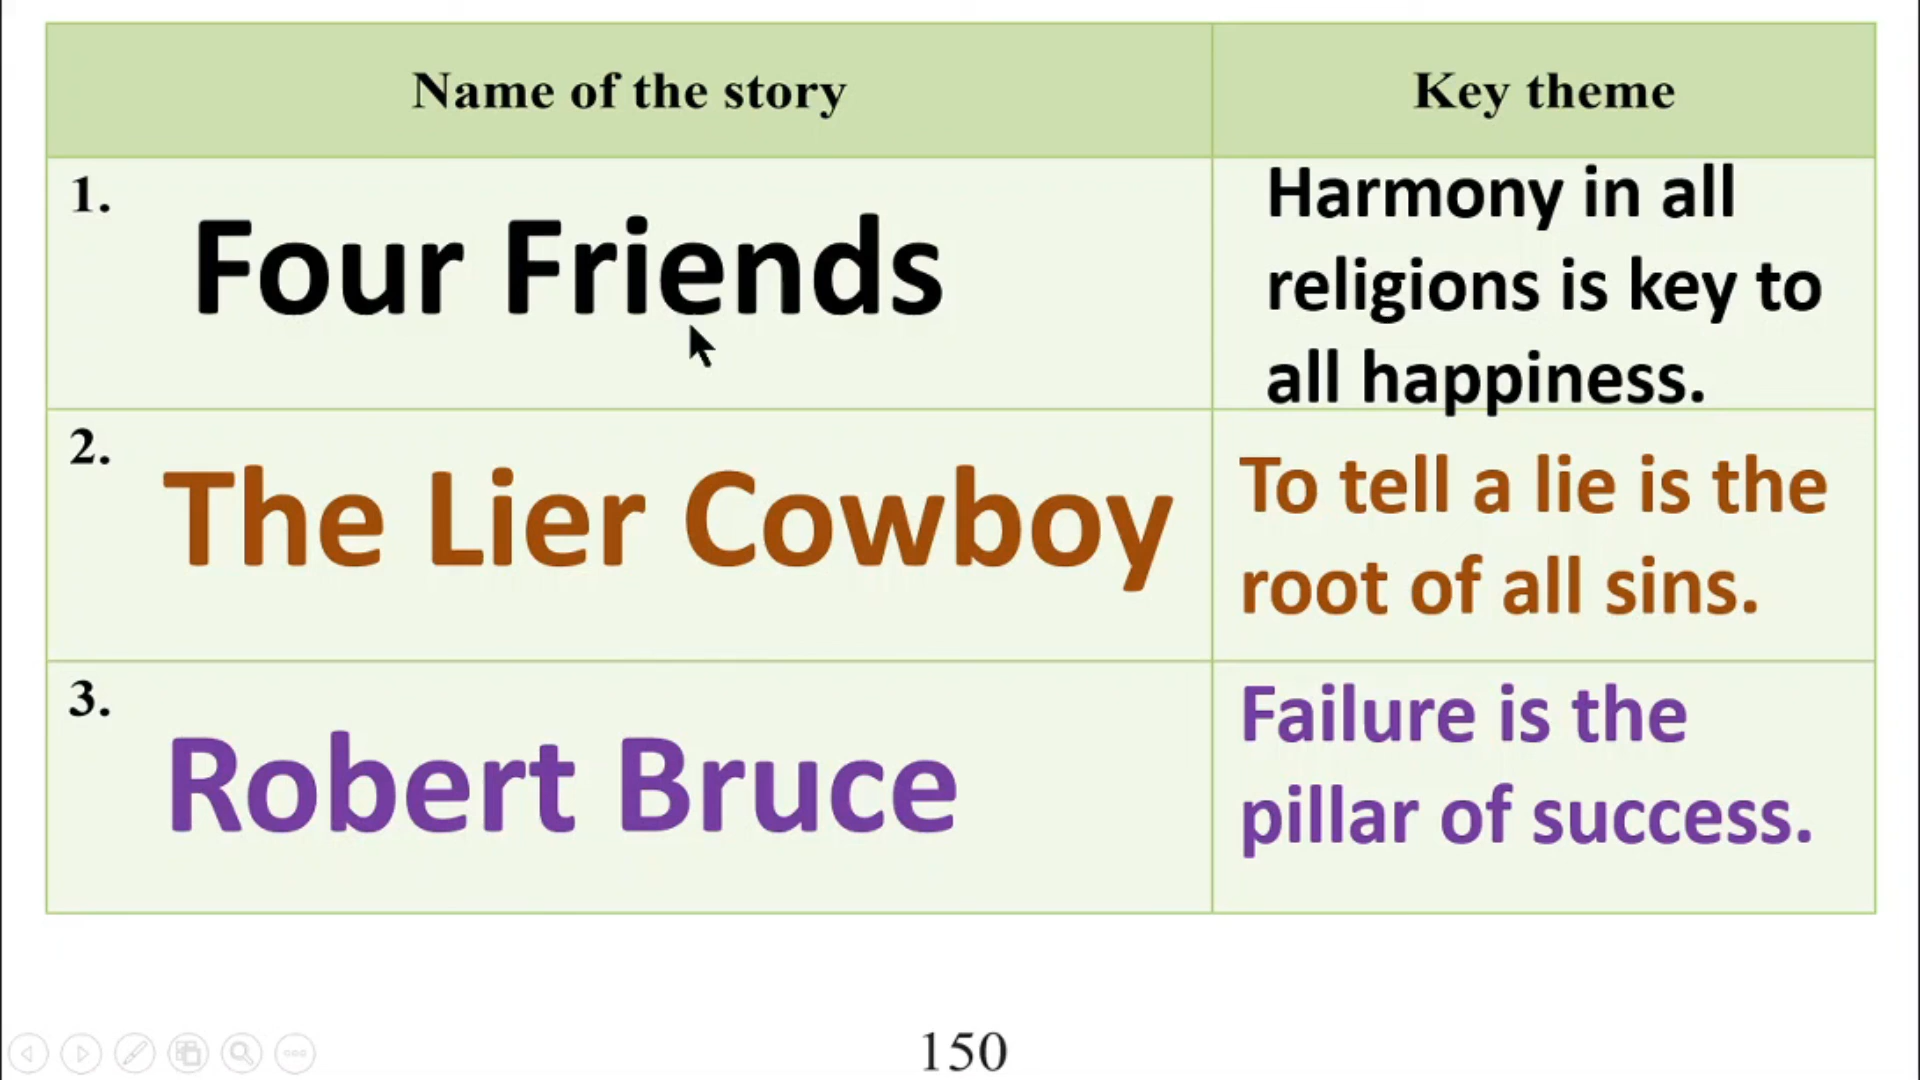 Name of the story
Key theme
1.
Four Friends
Harmony in all
religions is key to
all happiness.
2.
The Lier Cowboy
To tell a lie is the
root of all sins.
3.
Robert Bruce
Failure is the
pillar of success.
150